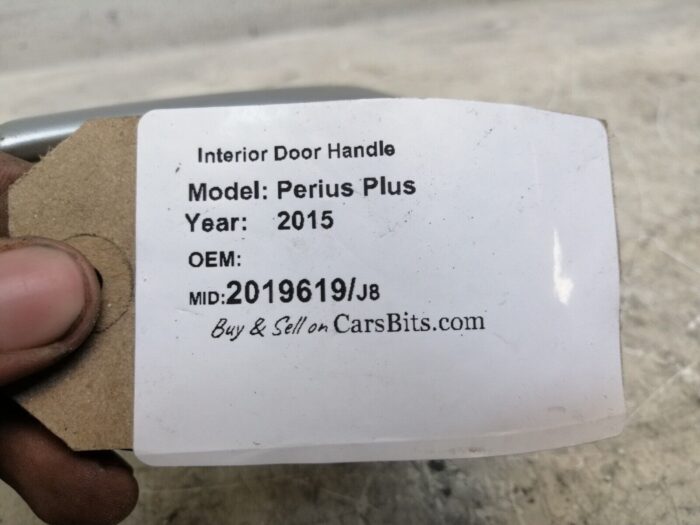 Interior Door Handle
Model: Perius Plus
Year: 2015
OEM:
MID:2019619/J8
Buy & Sell on CarsBits.com